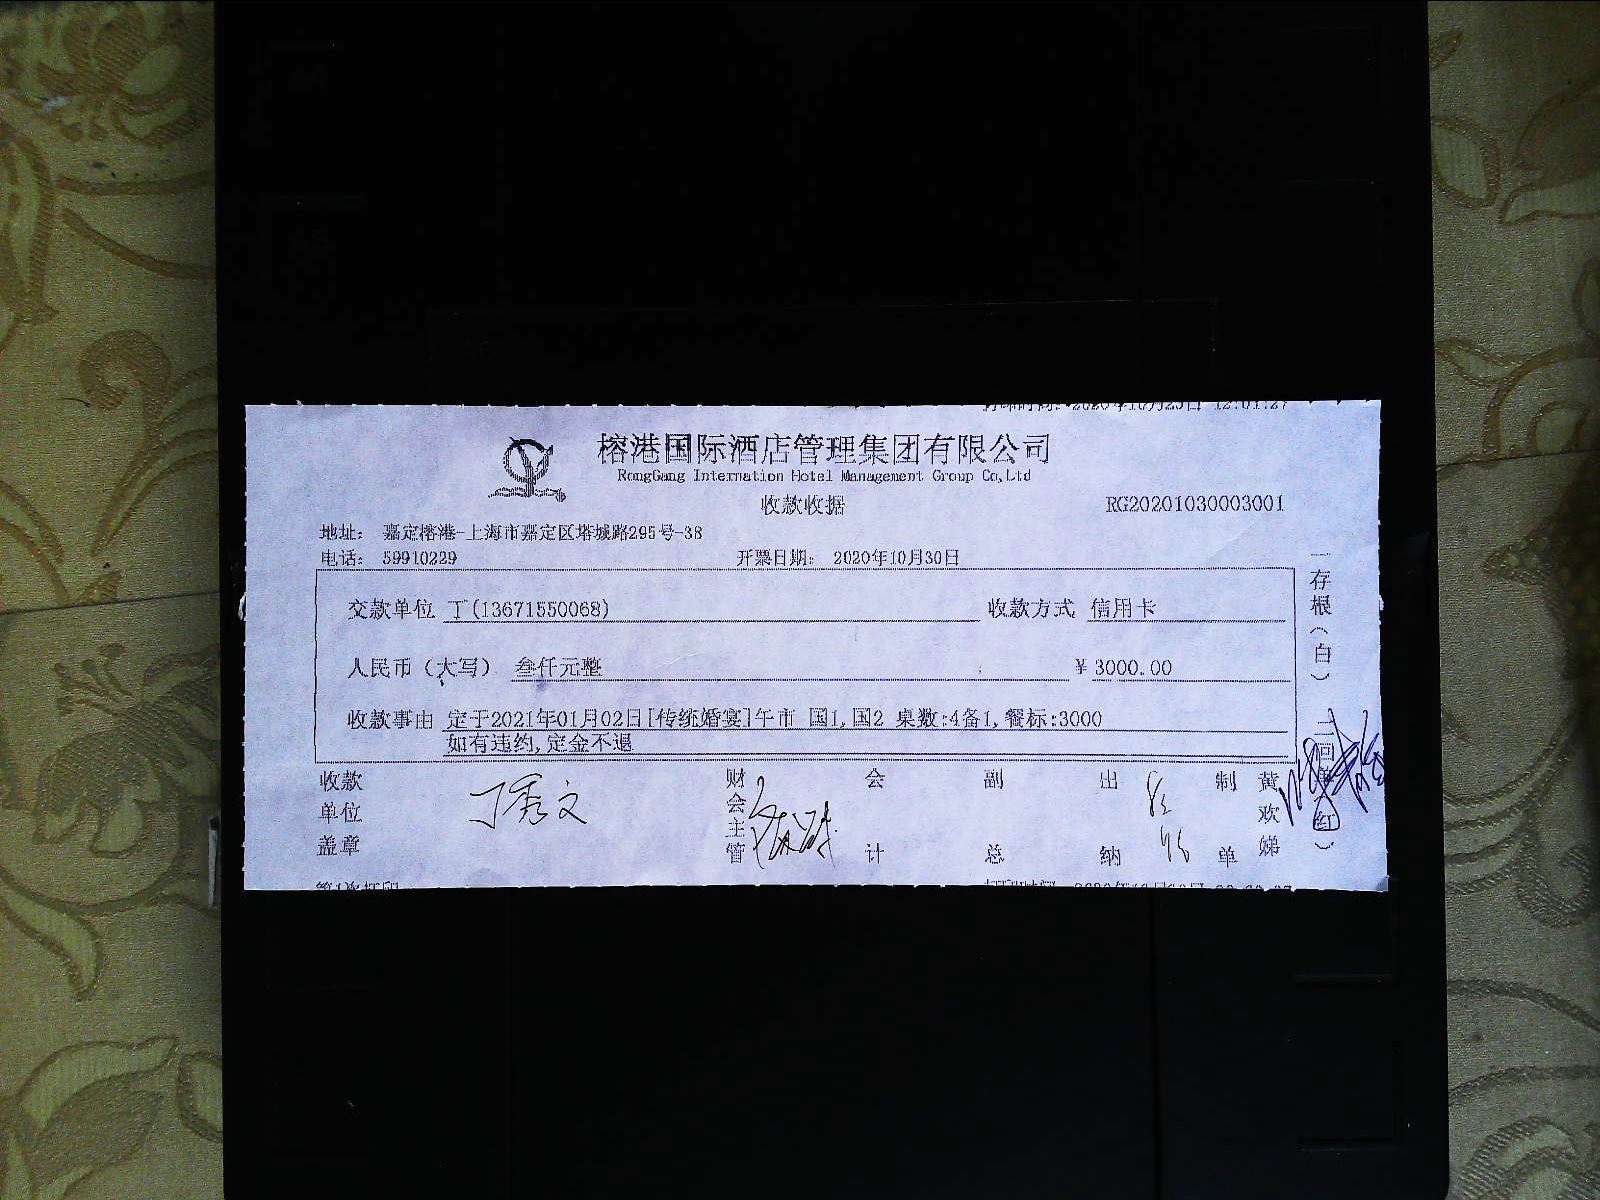 榕港国际酒店管理集团有限公司
RongGang Internation Hotel Management Group Co,Ltd
收款收据
RG20201030003001
地址： 嘉定榕港-上海市嘉定区塔城路295号-38
电话： 59910229 开票日期： 2020年10月30日
交款单位 丁(13671550068) 收款方式 信用卡
人民币（大写） 叁仟元整 ¥ 3000.00
收款事由 定于2021年01月02日[传统婚宴]午市 国1,国2 桌数:4备1,餐标:3000
如有违约,定金不退
收款单位盖章 丁秀文 财会主管 会计 副总 出纳 制单 黄欢娣
一存根（白） 二回单（红）